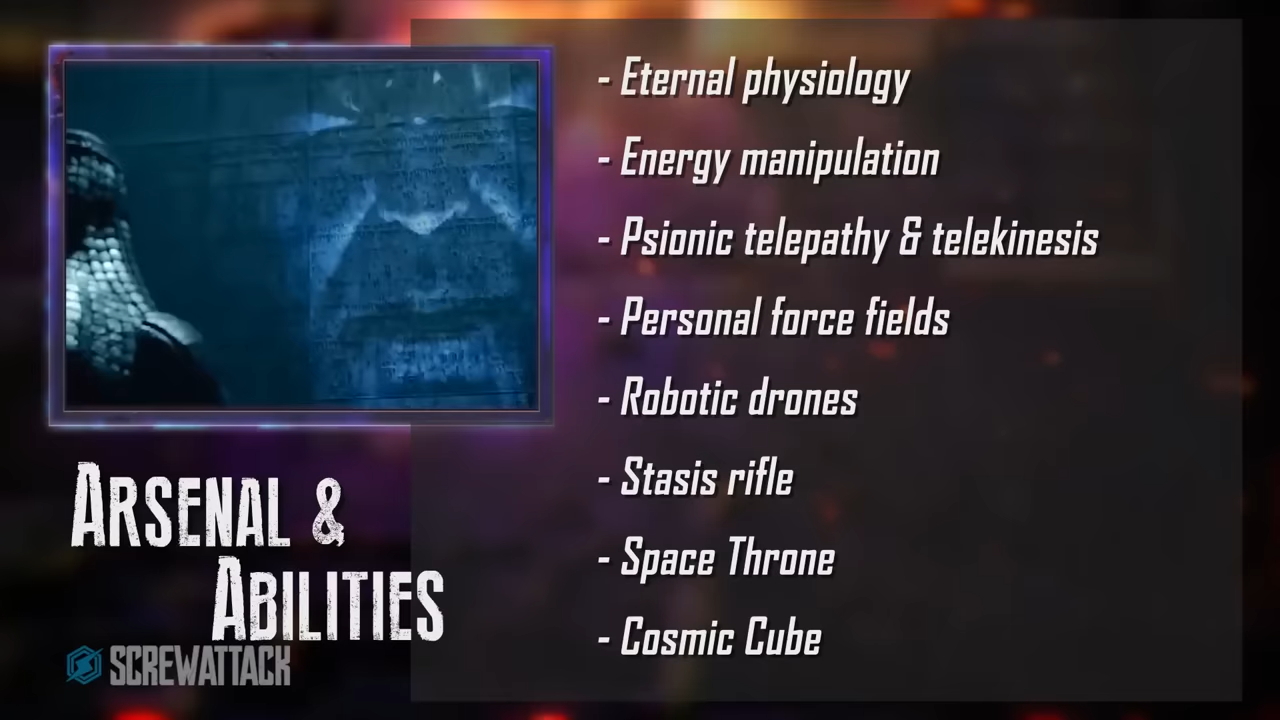 - Eternal physiology
- Energy manipulation
- Psionic telepathy & telekinesis
- Personal force fields
- Robotic drones
- Stasis rifle
- Space Throne
- Cosmic Cube
Arsenal &
Abilities
SCREWATTACK